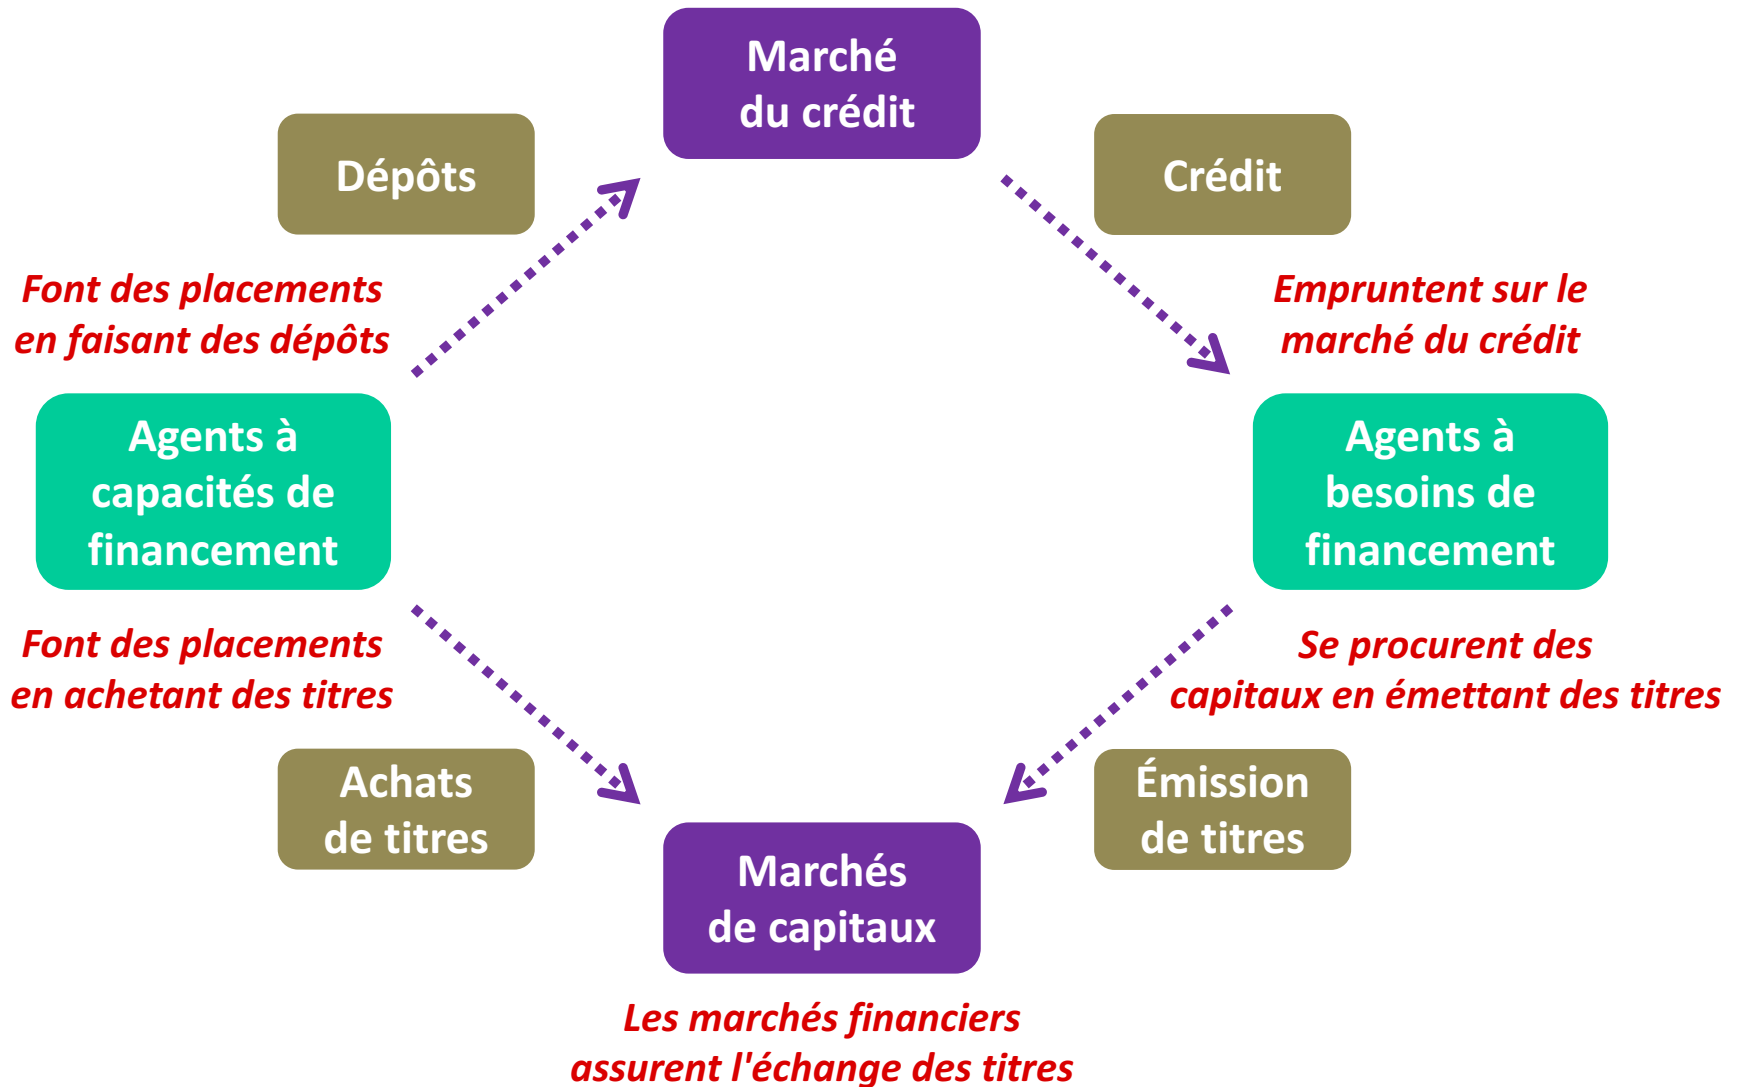 Marché
du crédit
Dépôts
Crédit
Font des placements
en faisant des dépôts
Empruntent sur le
marché du crédit
Agents à
capacités de
financement
Agents à
besoins de
financement
Font des placements
en achetant des titres
Se procurent des
capitaux en émettant des titres
Achats
de titres
Émission
de titres
Marchés
de capitaux
Les marchés financiers
assurent l'échange des titres